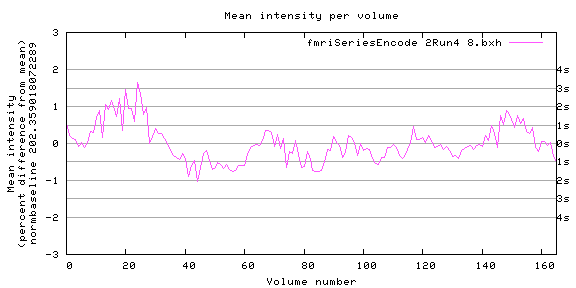 Mean intensity per volume
fmriSeriesEncode 2Run4 8.bxh
Mean intensity
(percent difference from mean)
normbaseline 202.359018072289
3
2
1
0
-1
-2
-3
4s
3s
2s
1s
0s
1s
2s
3s
4s
0 20 40 60 80 100 120 140 160
Volume number